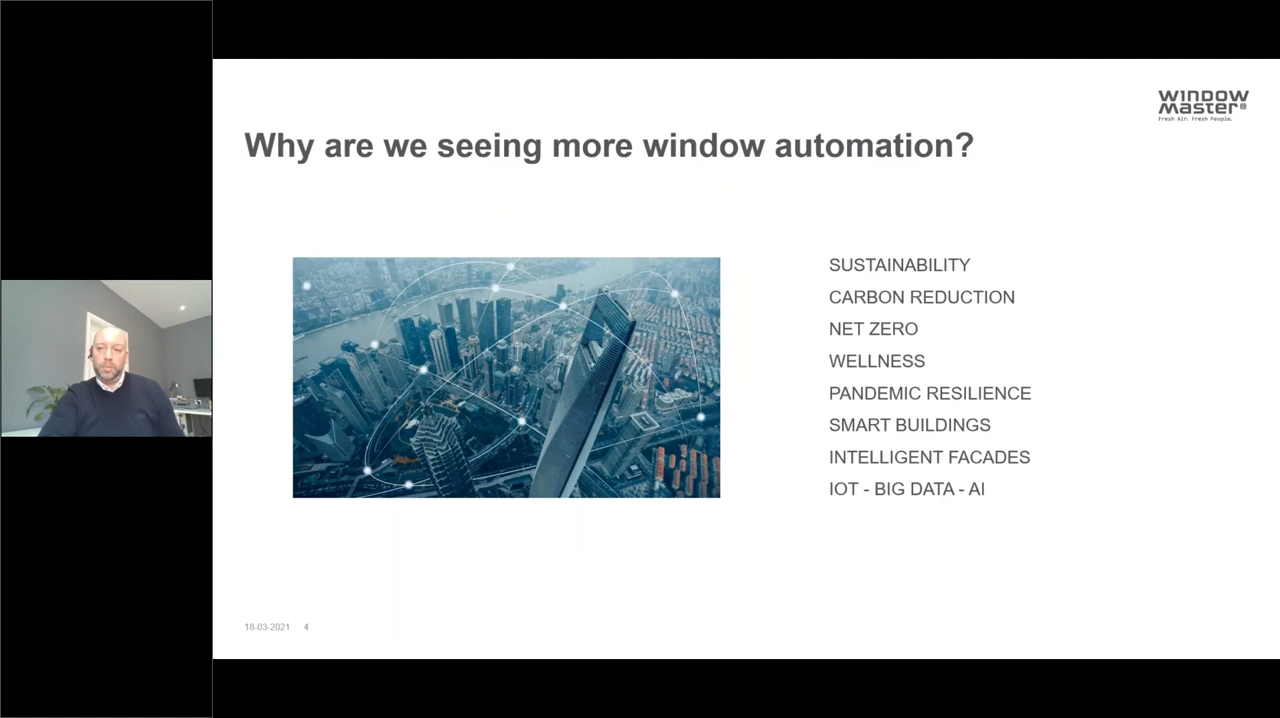 WINDOW
MASTER®
Fresh Air. Fresh People.
Why are we seeing more window automation?
SUSTAINABILITY
CARBON REDUCTION
NET ZERO
WELLNESS
PANDEMIC RESILIENCE
SMART BUILDINGS
INTELLIGENT FACADES
IOT - BIG DATA - AI
18-03-2021 4